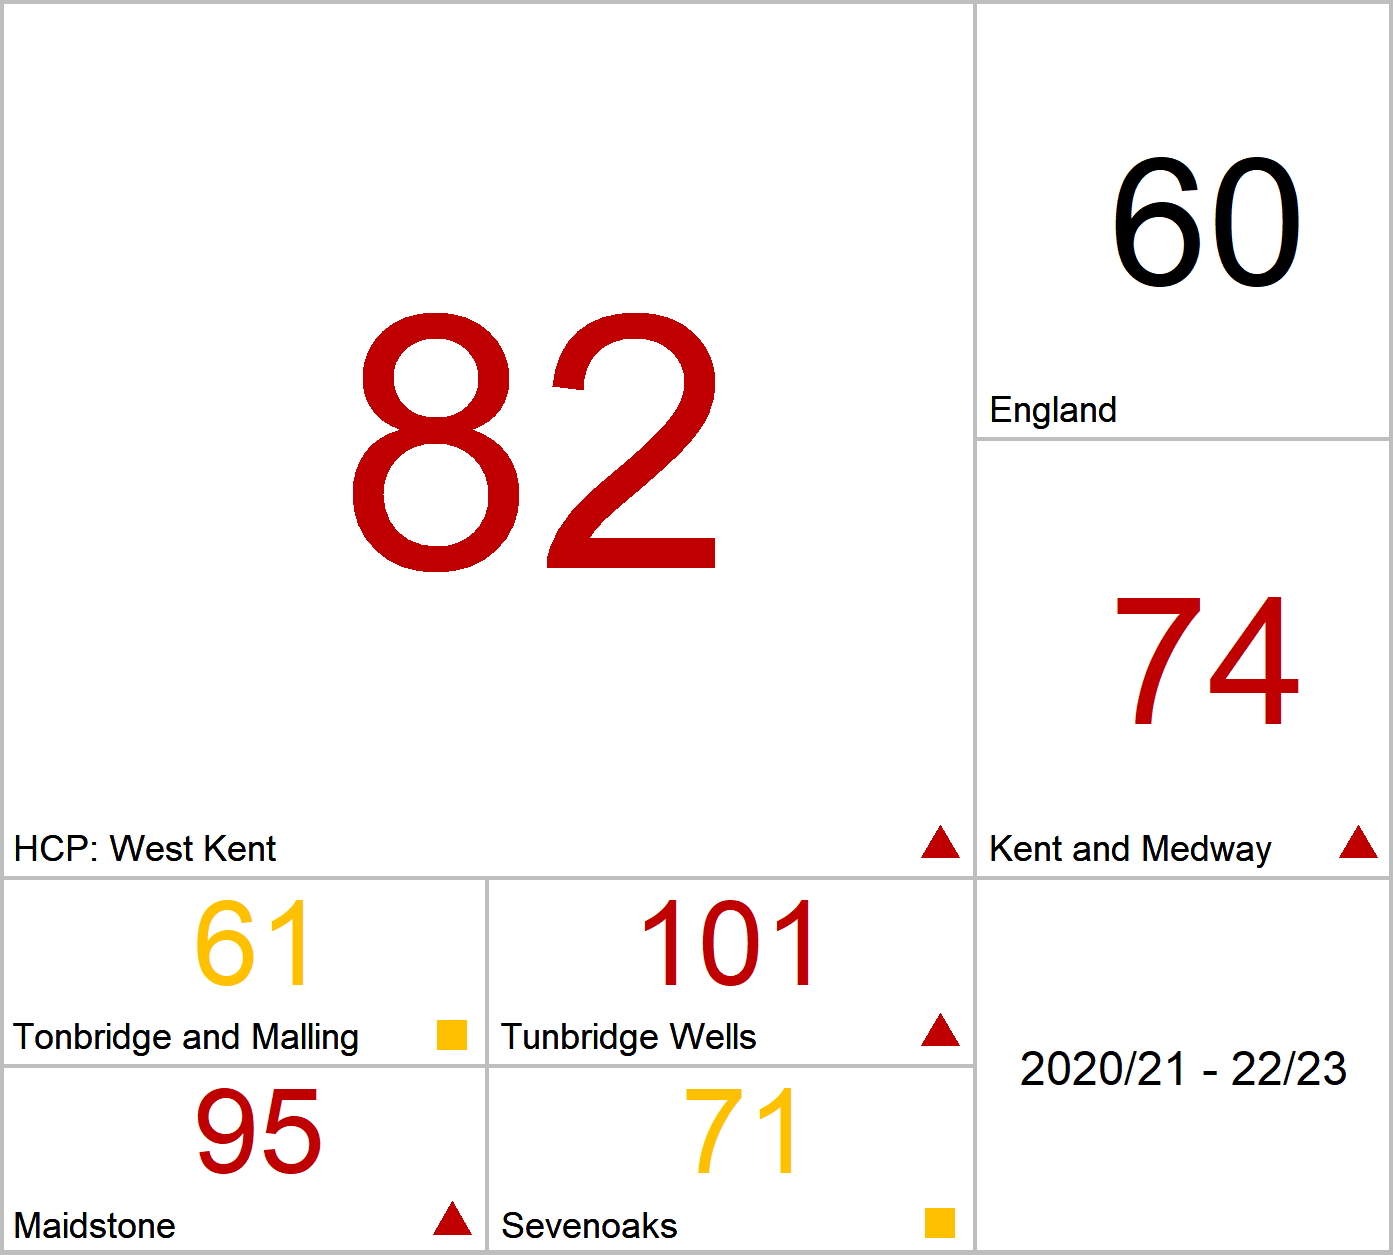 82
HCP: West Kent
60
England
74
Kent and Medway
61
Tonbridge and Malling
101
Tunbridge Wells
95
Maidstone
71
Sevenoaks
2020/21 - 22/23